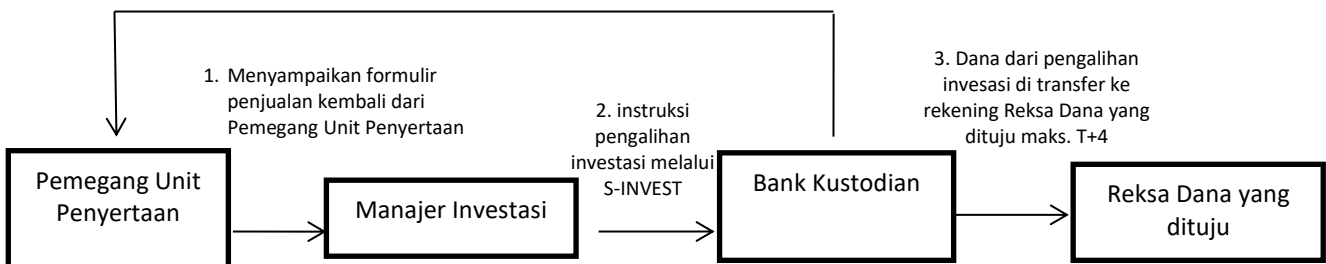 1. Menyampaikan formulir
penjualan kembali dari
Pemegang Unit Penyertaan
2. instruksi
pengalihan
investasi melalui
S-INVEST
3. Dana dari pengalihan
invesasi di transfer ke
rekening Reksa Dana yang
dituju maks. T+4
Pemegang Unit
Penyertaan
Manajer Investasi
Bank Kustodian
Reksa Dana yang
dituju